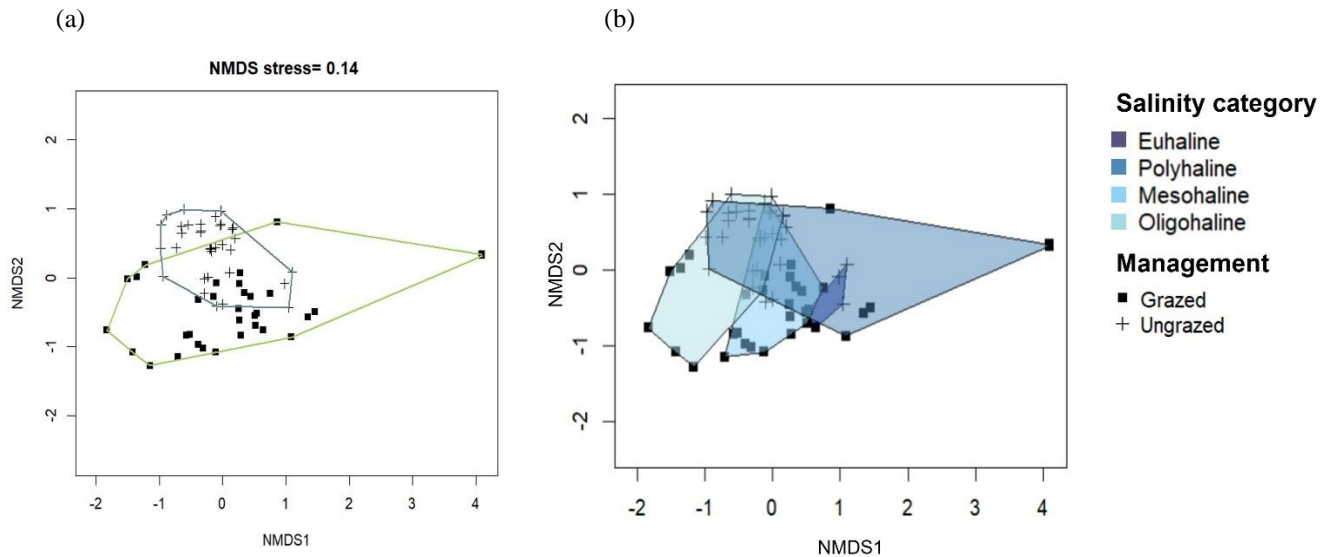 (a)
(b)
NMDS stress= 0.14
2
1
0
-1
-2
NMDS2
-2
-1
0
1
2
3
4
NMDS1
2
1
0
-1
-2
NMDS2
-2
-1
0
1
2
3
4
NMDS1
Salinity category
Euhaline
Polyhaline
Mesohaline
Oligohaline
Management
Grazed
Ungrazed